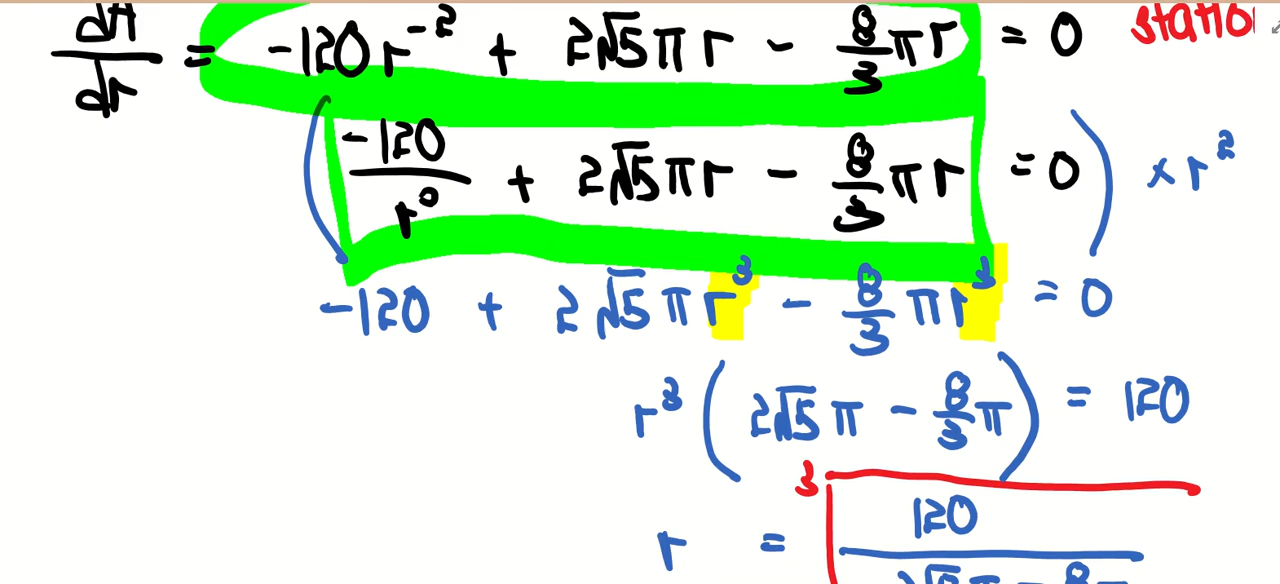 dA/dr = -120r⁻² + 2√5πr - 8/3πr = 0
(-120/r² + 2√5πr - 8/3πr = 0) × r²
-120 + 2√5πr³ - 8/3πr³ = 0
r³(2√5π - 8/3π) = 120
r = ³√120